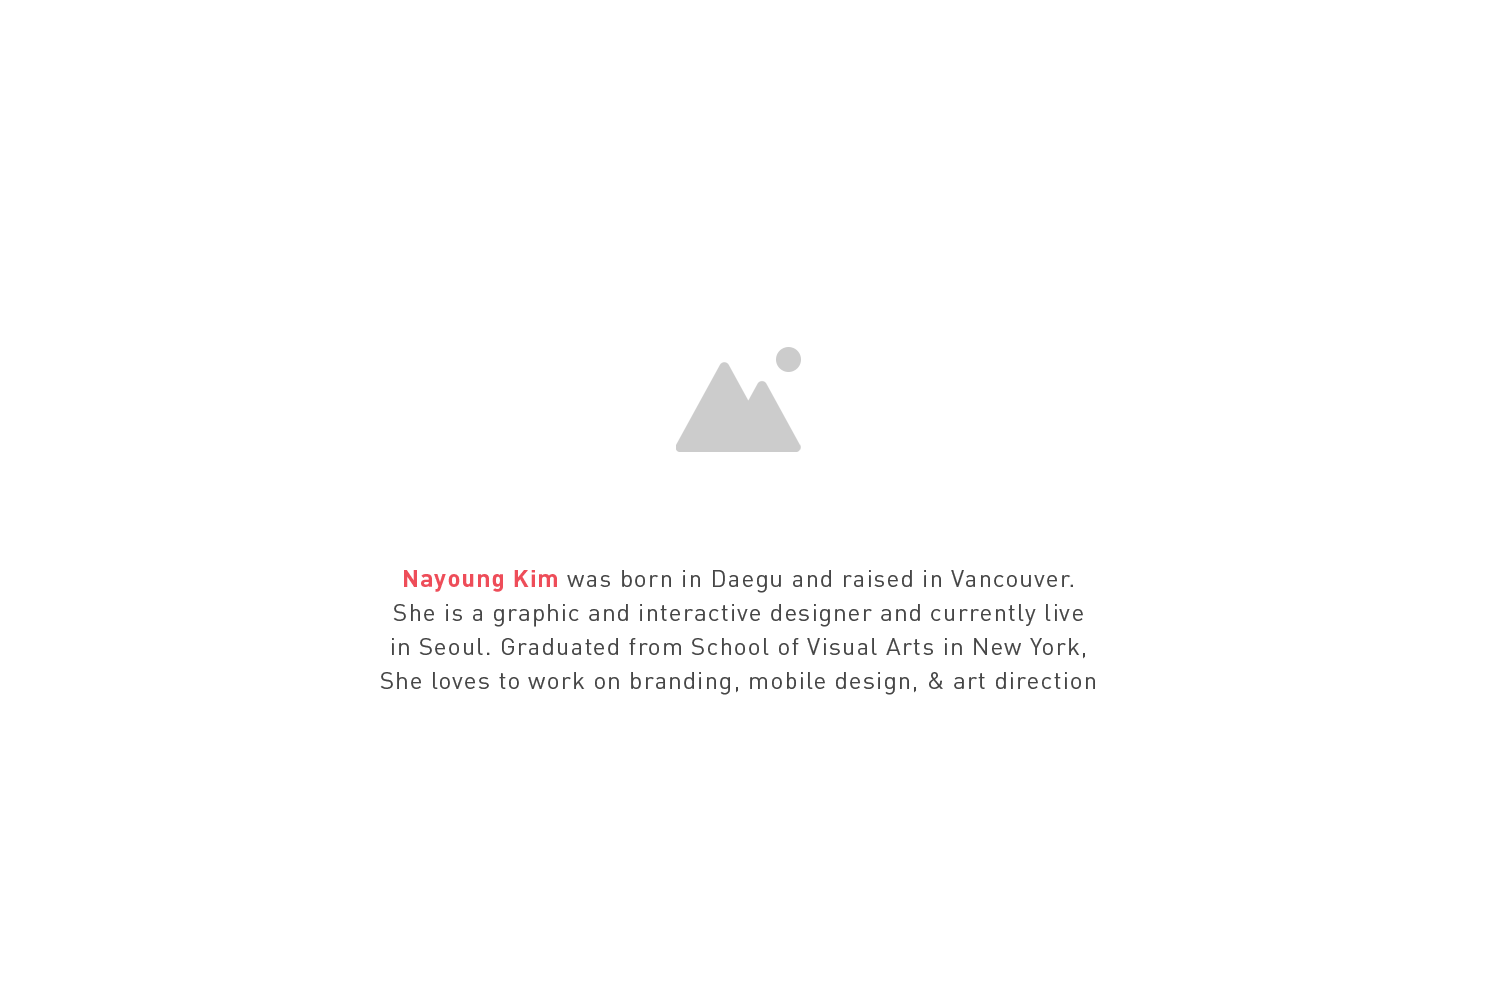 Nayoung Kim was born in Daegu and raised in Vancouver.
She is a graphic and interactive designer and currently live
in Seoul. Graduated from School of Visual Arts in New York,
She loves to work on branding, mobile design, & art direction